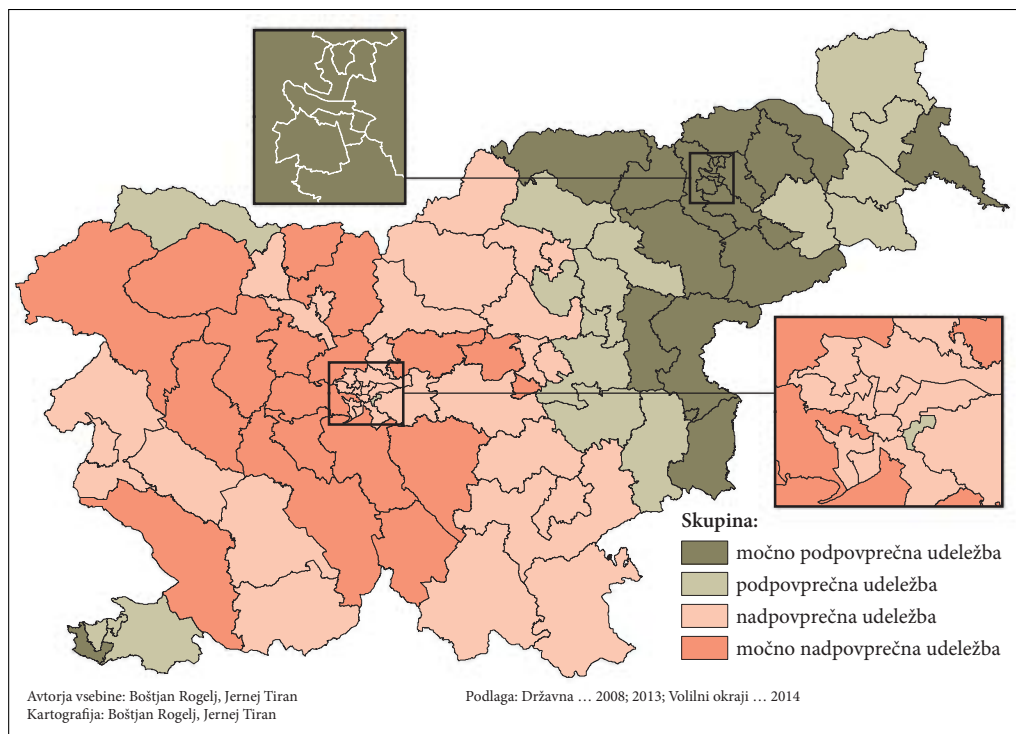 Skupina:
močno podpovprečna udeležba
podpovprečna udeležba
nadpovprečna udeležba
močno nadpovprečna udeležba
Avtorja vsebine: Boštjan Rogelj, Jernej Tiran
Kartografija: Boštjan Rogelj, Jernej Tiran
Podlaga: Državna … 2008; 2013; Volilni okraji … 2014